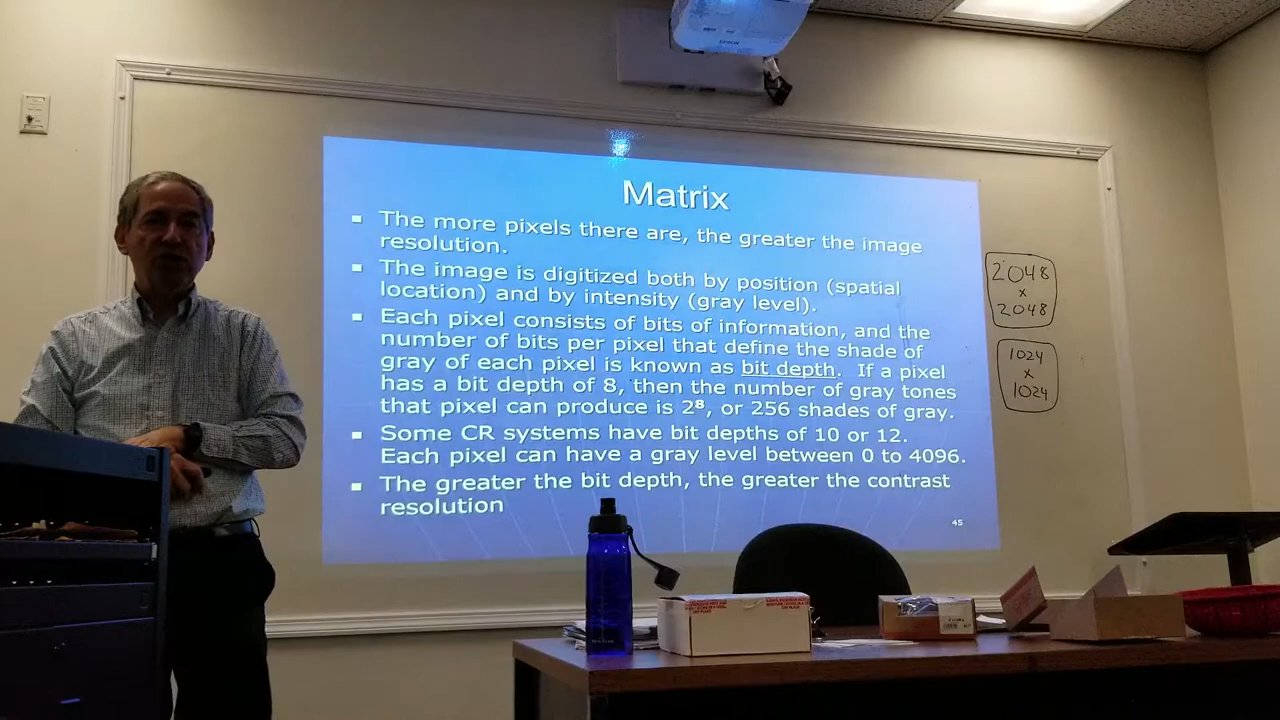 EPSON
Matrix
The more pixels there are, the greater the image
resolution.
The image is digitized both by position (spatial
location) and by intensity (gray level).
Each pixel consists of bits of information, and the
number of bits per pixel that define the shade of
gray of each pixel is known as bit depth. If a pixel
has a bit depth of 8, then the number of gray tones
that pixel can produce is 2⁸, or 256 shades of gray.
Some CR systems have bit depths of 10 or 12.
Each pixel can have a gray level between 0 to 4096.
The greater the bit depth, the greater the contrast
resolution
45
2048
x
2048
1024
x
1024